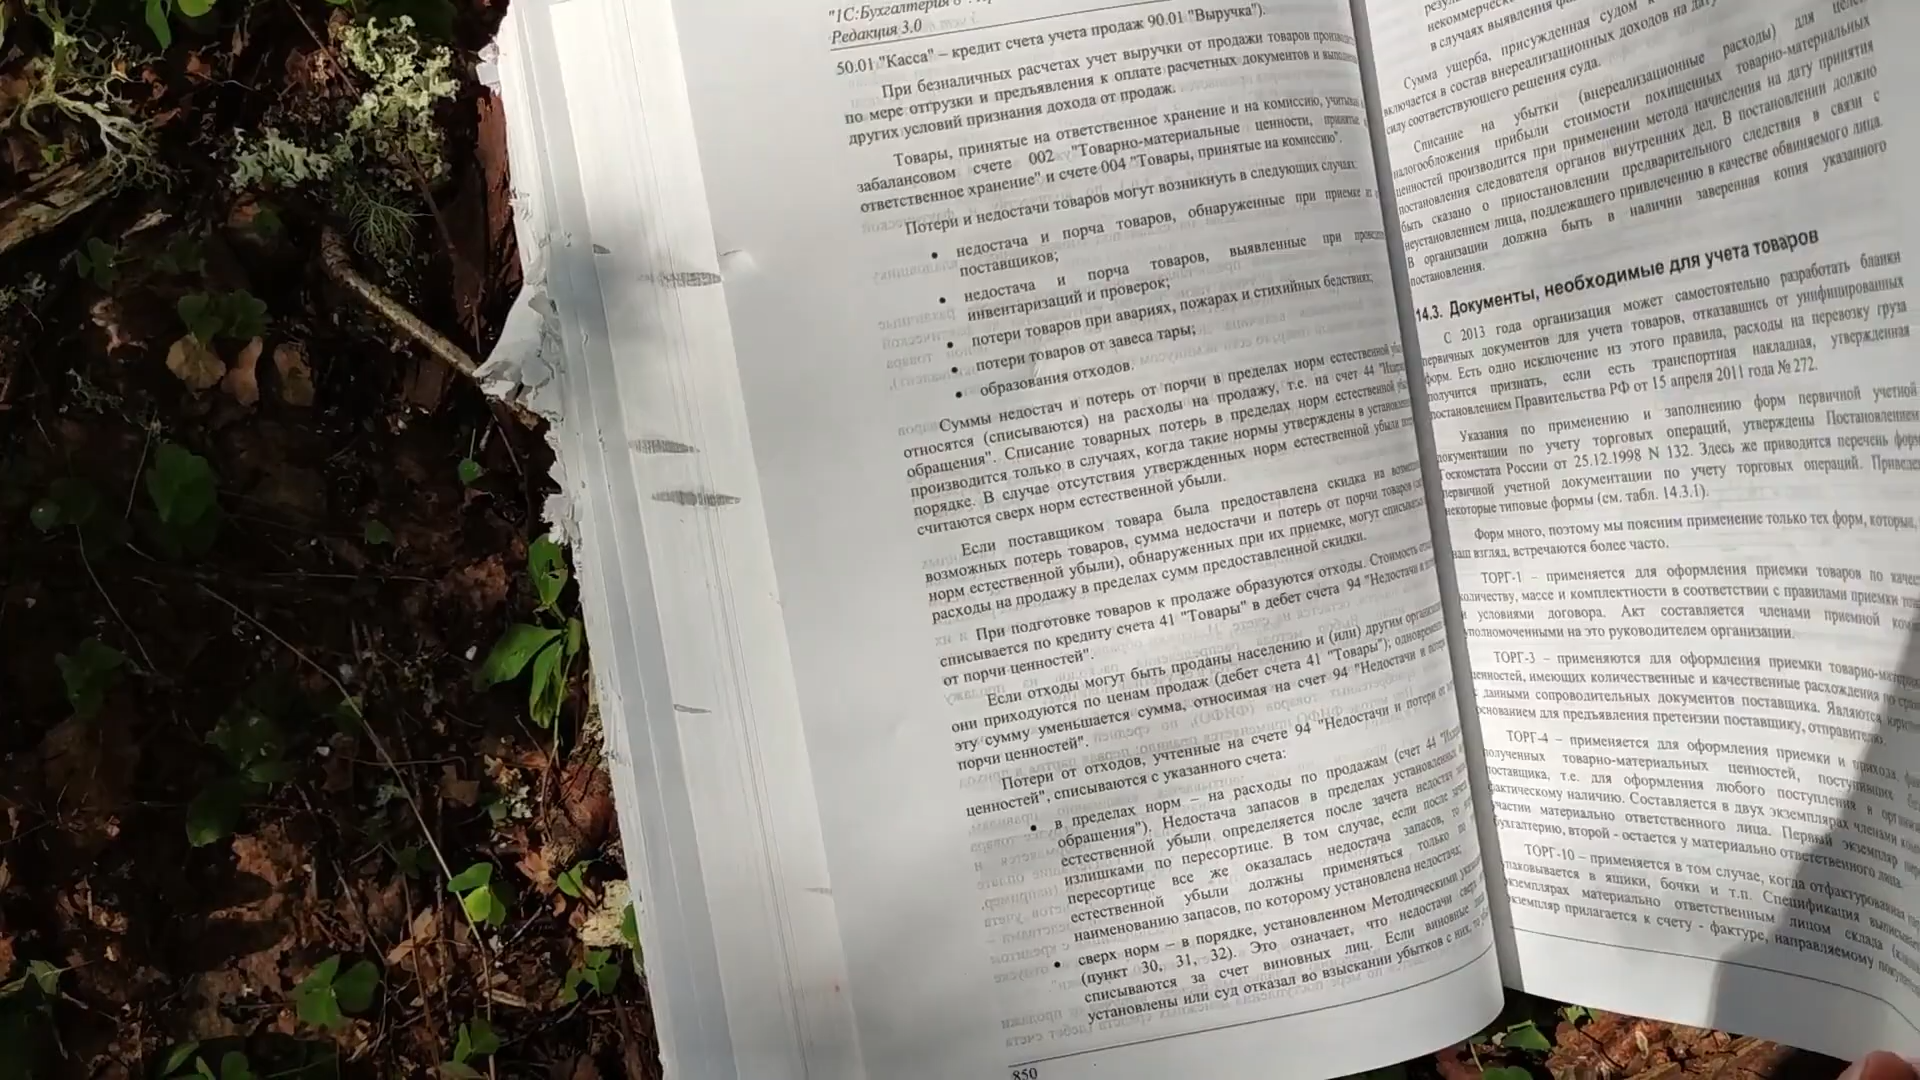 "1С:Бухгалтерия 8
Редакция 3.0
50.01 "Касса" – кредит счета учета продаж 90.01 "Выручка").
При безналичных расчетах учет выручки от продажи товаров
по мере отгрузки и предъявления к оплате расчетных документов и
других условий признания дохода от продаж.
Товары, принятые на ответственное хранение и на комиссию,
забалансовом счете 002 "Товарно-материальные ценности,
ответственное хранение" и счете 004 "Товары, принятые на комиссию".
Потери и недостачи товаров могут возникнуть в следующих случаях:
• недостача и порча товаров, обнаруженные при приемке
поставщиков;
• недостача и порча товаров, выявленные при
инвентаризаций и проверок;
• потери товаров при авариях, пожарах и стихийных бедствиях;
• потери товаров от завеса тары;
• образования отходов.
Суммы недостач и потерь от порчи в пределах норм естественной
относятся (списываются) на расходы на продажу, т.е. на счет 44
обращения". Списание товарных потерь в пределах норм естественной
производится только в случаях, когда такие нормы утверждены в
порядке. В случае отсутствия утвержденных норм естественной убыли
считаются сверх норм естественной убыли.
Если поставщиком товара была предоставлена скидка на
возможных потерь товаров, сумма недостачи и потерь от порчи товаров
норм естественной убыли), обнаруженных при их приемке, могут
расходы на продажу в пределах сумм предоставленной скидки.
При подготовке товаров к продаже образуются отходы. Стоимость
списывается по кредиту счета 41 "Товары" в дебет счета 94 "Недостачи и
от порчи ценностей".
Если отходы могут быть проданы населению и (или) другим
они приходуются по ценам продаж (дебет счета 41 "Товары"),
эту сумму уменьшается сумма, относимая на счет 94 "Недостачи и
порчи ценностей".
Потери от отходов, учтенные на счете 94 "Недостачи и потери от
ценностей", списываются с указанного счета:
• в пределах норм – на расходы по продажам (счет 44
обращения"). Недостача запасов в пределах установленных
естественной убыли определяется после зачета недостач
излишками по пересортице. В том случае, если после
пересортице все же оказалась недостача запасов,
естественной убыли должны применяться только по
наименованию запасов, по которому установлена недостача;
• сверх норм – в порядке, установленном Методическими
(пункт 30, 31, 32). Это означает, что недостачи сверх
списываются за счет виновных лиц. Если виновные
установлены или суд отказал во взыскании убытков с них,
850
некоммерческ
в случаях выявления
Сумма ущерба, присужденная судом
включается в состав внереализационных доходов на дату
силу соответствующего решения суда.
Списание на убытки (внереализационные расходы) для
налогообложения прибыли стоимости похищенных товарно-материальных
ценностей производится при применении метода начисления на дату принятия
постановления следователя органов внутренних дел. В постановлении должно
быть сказано о приостановлении предварительного следствия в связи с
неустановлением лица, подлежащего привлечению в качестве обвиняемого лица.
В организации должна быть в наличии заверенная копия указанного
постановления.
14.3. Документы, необходимые для учета товаров
С 2013 года организация может самостоятельно разработать бланки
первичных документов для учета товаров, отказавшись от унифицированных
форм. Есть одно исключение из этого правила, расходы на перевозку груза
получится признать, если есть транспортная накладная, утвержденная
постановлением Правительства РФ от 15 апреля 2011 года № 272.
Указания по применению и заполнению форм первичной учетной
документации по учету торговых операций, утверждены Постановлением
Госкомстата России от 25.12.1998 N 132. Здесь же приводится перечень форм
первичной учетной документации по учету торговых операций.
некоторые типовые формы (см. табл. 14.3.1).
Форм много, поэтому мы поясним применение только тех форм, которые,
наш взгляд, встречаются более часто.
ТОРГ-1 – применяется для оформления приемки товаров по
количеству, массе и комплектности в соответствии с правилами приемки
и условиями договора. Акт составляется членами приемной
уполномоченными на это руководителем организации.
ТОРГ-3 – применяются для оформления приемки
ценностей, имеющих количественные и качественные расхождения по
с данными сопроводительных документов поставщика. Являются
основанием для предъявления претензии поставщику, отправителю.
ТОРГ-4 – применяется для оформления приемки и прихода
полученных товарно-материальных ценностей, поступивших
поставщика, т.е. для оформления любого поступления в
фактическому наличию. Составляется в двух экземплярах членами
участии материально ответственного лица. Первый экземпляр
бухгалтерию, второй - остается у материально ответственного лица.
ТОРГ-10 – применяется в том случае, когда отфактурованная
упаковывается в ящики, бочки и т.п. Спецификация
экземплярах материально ответственным лицом склада
экземпляр прилагается к счету - фактуре, направляемому